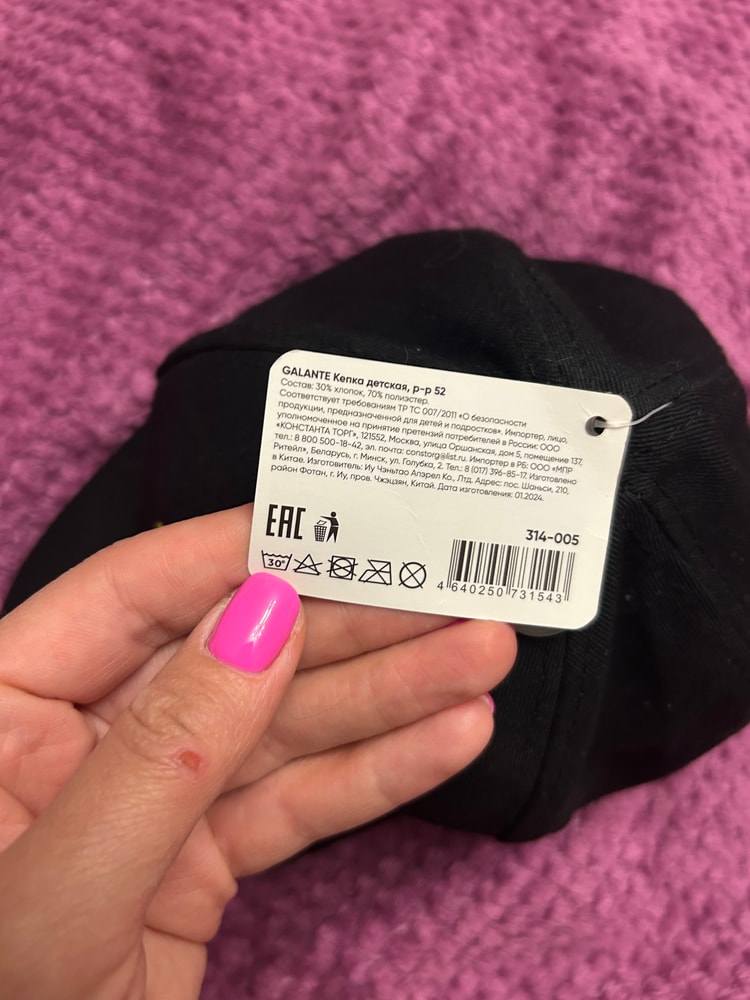 GALANTE Кепка детская, р-р 52
Состав: 30% хлопок, 70% полиэстер.
Соответствует требованиям ТР ТС 007/2011 «О безопасности
продукции, предназначенной для детей и подростков». Импортер, лицо,
уполномоченное на принятие претензий потребителей в России: ООО
«КОНСТАНТА ТОРГ», 121552, Москва, улица Оршанская, дом 5, помещение 137,
тел.: 8 800 500-18-42, эл. почта: constorg@list.ru. Импортер в РБ: ООО «МПР
Ритейл», Беларусь, г. Минск, ул. Голубка, 2. Тел.: 8 (017) 396-85-17. Изготовлено
в Китае. Изготовитель: Иу Чэньтао Апэрел Ко., Лтд. Адрес: пос. Шаньси, 210,
район Фотан, г. Иу, пров. Чжэцзян, Китай. Дата изготовления: 01.2024.
EAC
314-005
30°
4 640250 731543